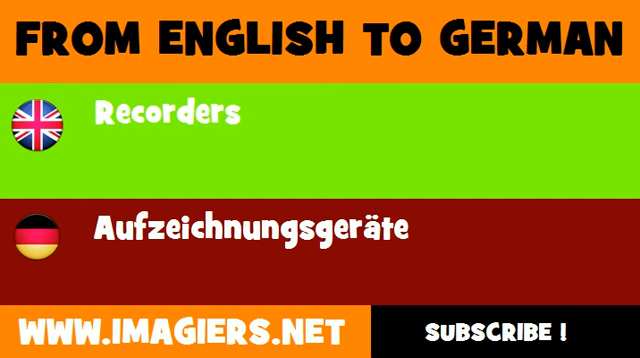 FROM ENGLISH TO GERMAN
Recorders
Aufzeichnungsgeräte
WWW.IMAGIERS.NET
SUBSCRIBE !